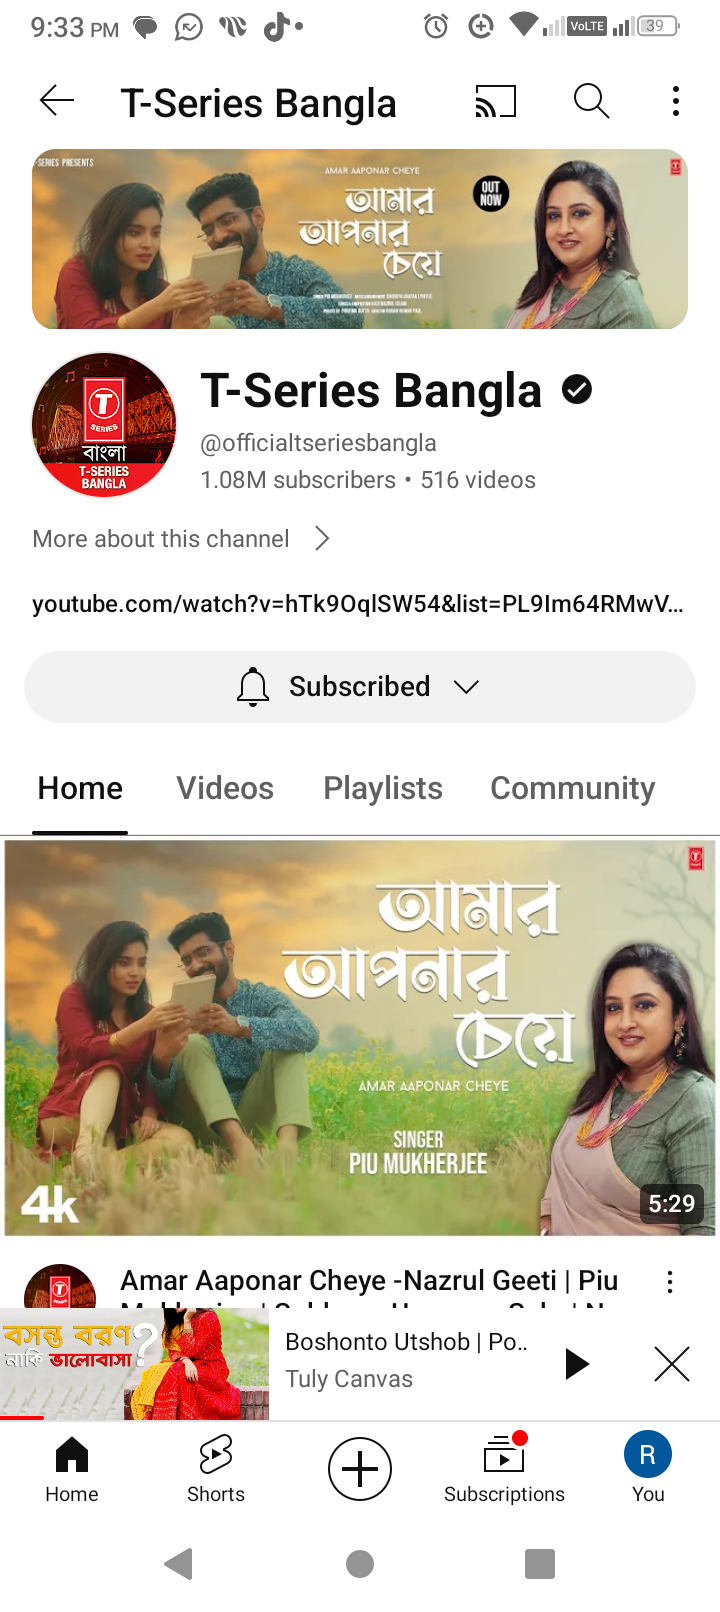 9:33 PM
VoLTE
39
T-Series Bangla
-SERIES PRESENTS
AMAR AAPONAR CHEYE
আমার
আপনার
চেয়ে
OUT
NOW
T-Series Bangla
@officialtseriesbangla
1.08M subscribers • 516 videos
T
SERIES
বাংলা
T-SERIES
BANGLA
More about this channel
youtube.com/watch?v=hTk9OqlSW54&list=PL9Im64RMwV...
Subscribed
Home Videos Playlists Community
আমার
আপনার
চেয়ে
AMAR AAPONAR CHEYE
SINGER
PIU MUKHERJEE
4k
5:29
Amar Aaponar Cheye -Nazrul Geeti | Piu
বসন্ত বরণ
নাকি ভালোবাসা?
Boshonto Utshob | Po..
Tuly Canvas
Home
Shorts
Subscriptions
R
You